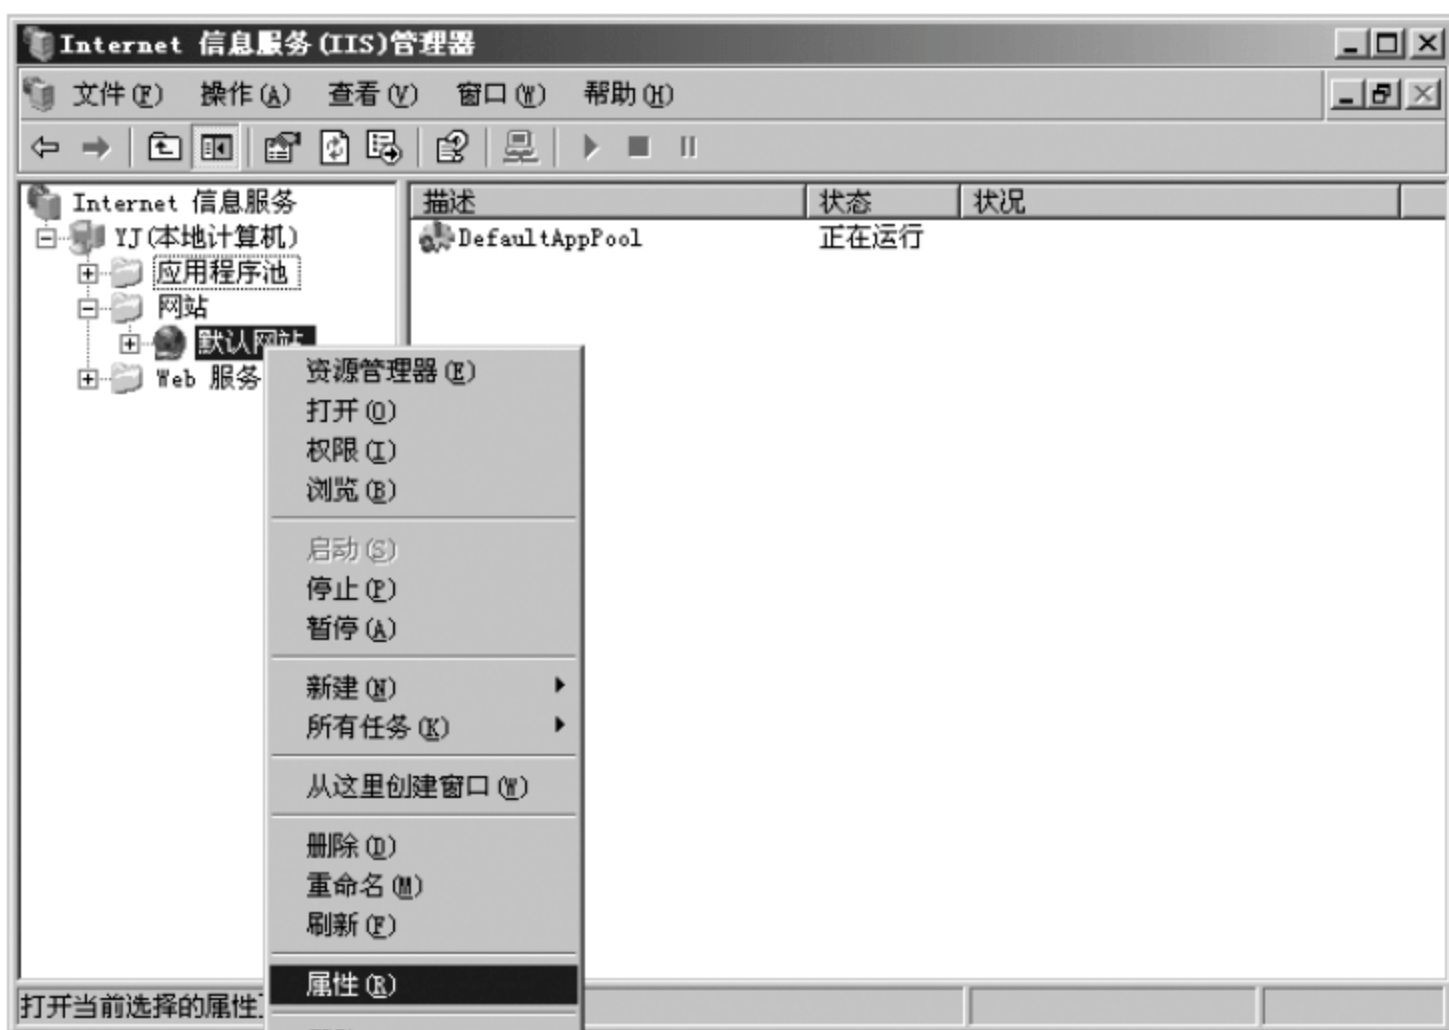 Internet 信息服务(IIS)管理器
文件(F) 操作(A) 查看(V) 窗口(W) 帮助(H)
Internet 信息服务
描述 状态 状况
YJ(本地计算机)
DefaultAppPool 正在运行
应用程序池
网站
默认网站
Web 服务
资源管理器(E)
打开(O)
权限(I)
浏览(B)
启动(S)
停止(P)
暂停(A)
新建(N)
所有任务(K)
从这里创建窗口(W)
删除(D)
重命名(M)
刷新(F)
属性(R)
打开当前选择的属性